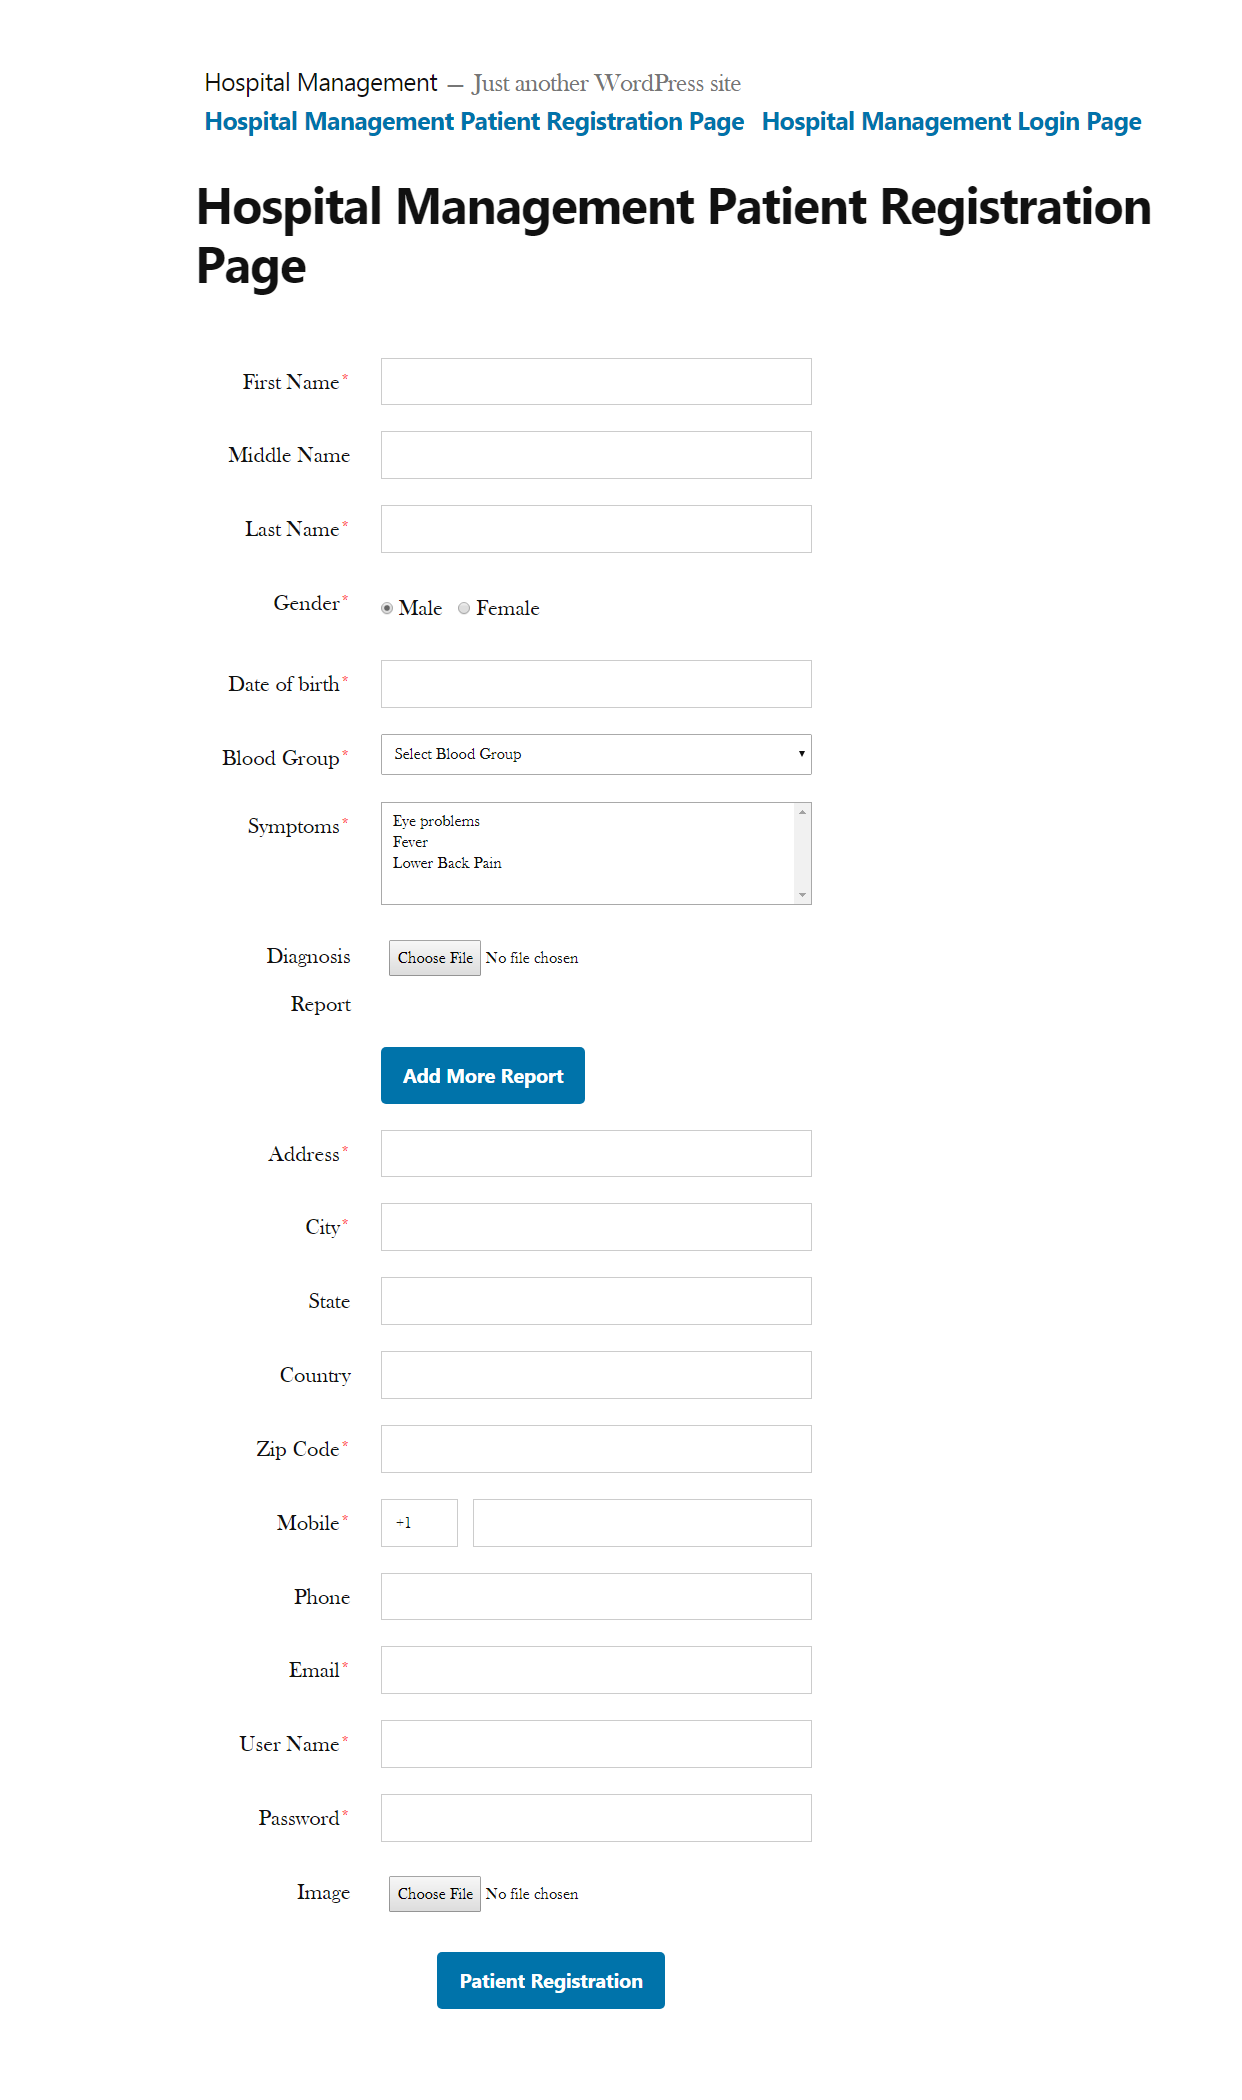 Hospital Management — Just another WordPress site
Hospital Management Patient Registration Page Hospital Management Login Page
Hospital Management Patient Registration
Page
First Name*
Middle Name
Last Name*
Gender* Male Female
Date of birth*
Blood Group* Select Blood Group
Symptoms* Eye problems
Fever
Lower Back Pain
Diagnosis Choose File No file chosen
Report
Add More Report
Address*
City*
State
Country
Zip Code*
Mobile* +1
Phone
Email*
User Name*
Password*
Image Choose File No file chosen
Patient Registration